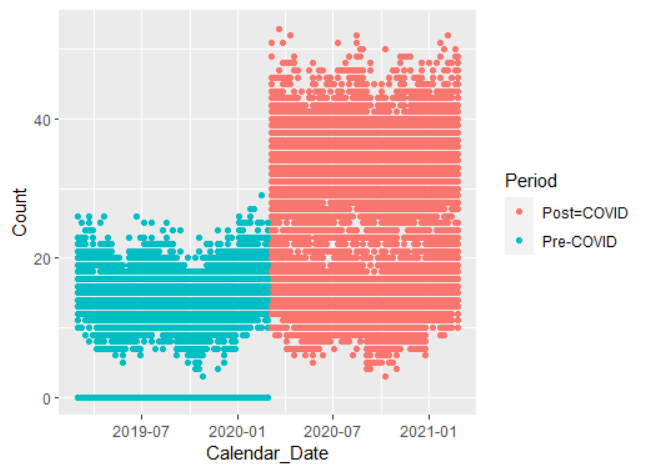 40
20
0
Count
2019-07 2020-01 2020-07 2021-01
Calendar_Date
Period
Post=COVID
Pre-COVID